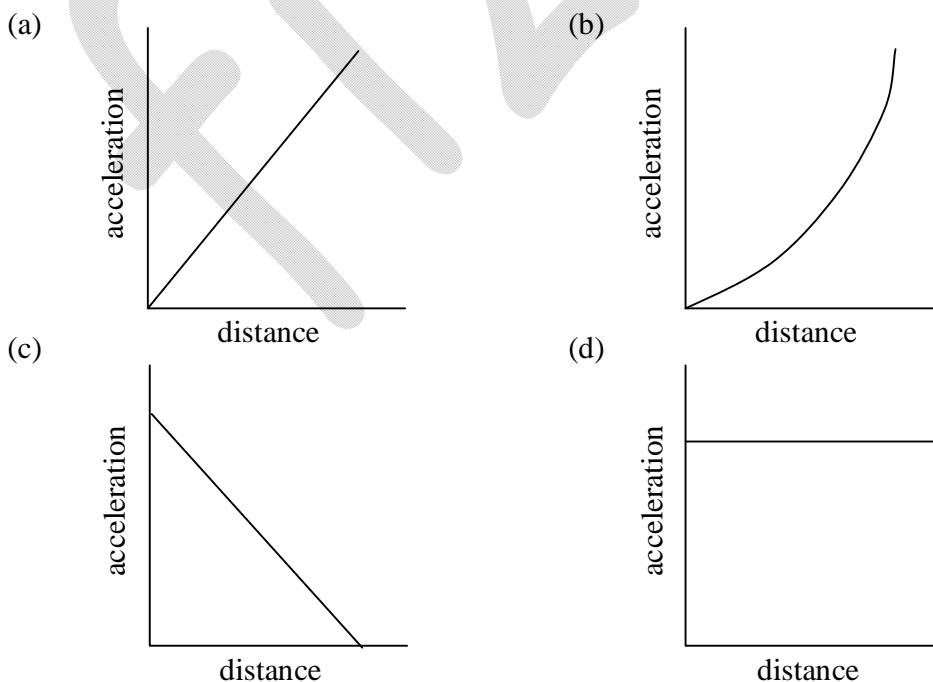 (a)
acceleration
distance
(b)
acceleration
distance
(c)
acceleration
distance
(d)
acceleration
distance